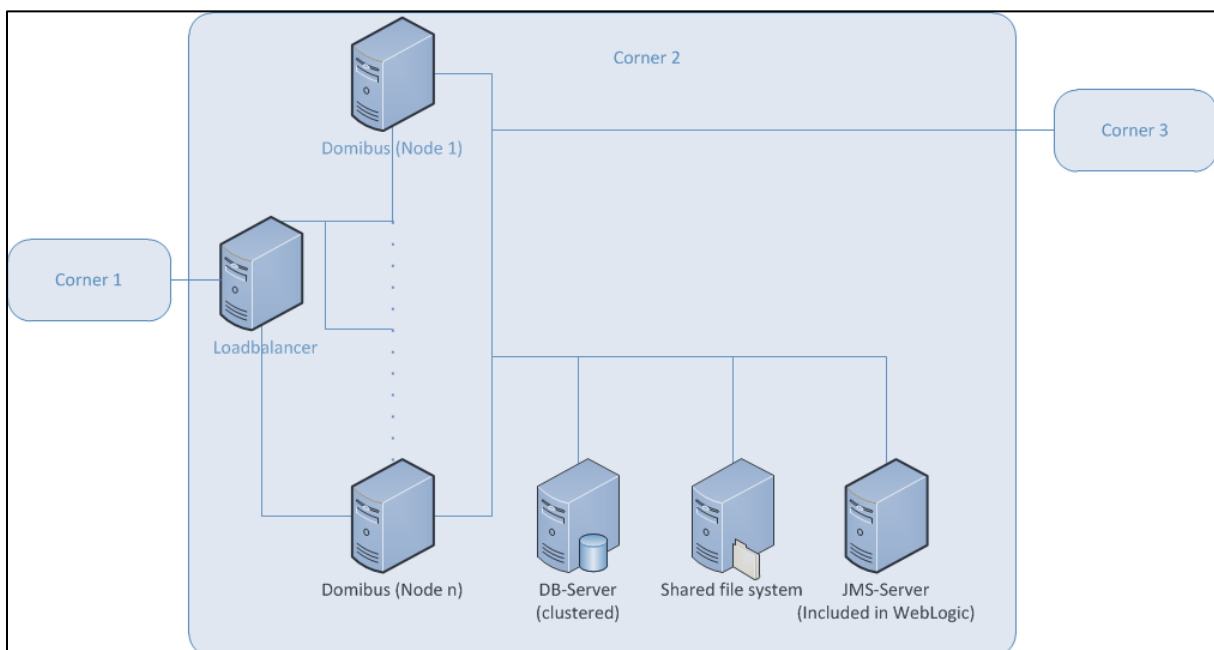 Corner 2
Domibus (Node 1)
Corner 3
Corner 1
Loadbalancer
Domibus (Node n)
DB-Server
(clustered)
Shared file system
JMS-Server
(Included in WebLogic)